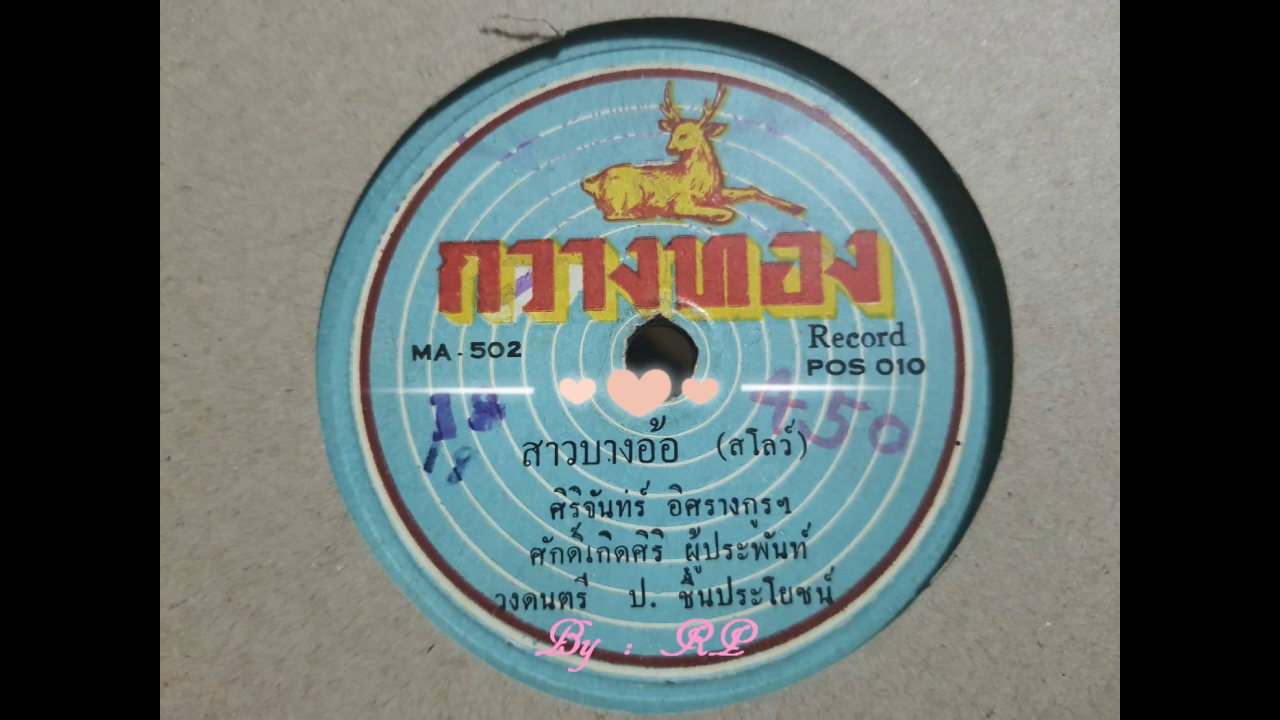 กวางทอง
Record
MA-502
POS 010
450
18
สาวบางอ้อ (สโลว์)
ศิริจันทร์ อิศรางกูรฯ
ศักดิ์เกิดศิริ ผู้ประพันท์
วงดนตรี ป. ชื่นประโยชน์
By : RP